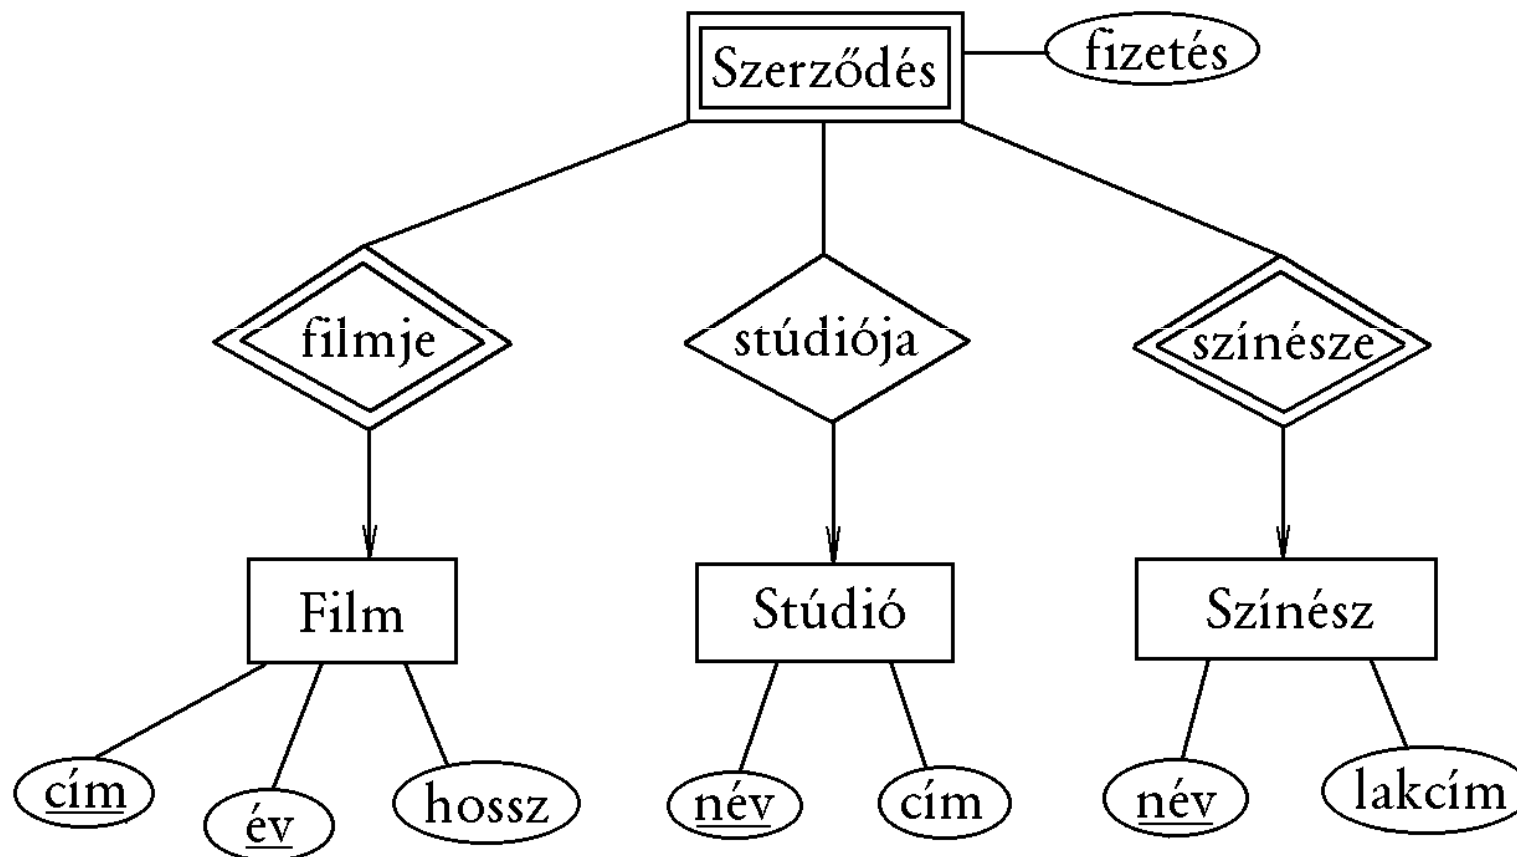 Szerződés
fizetés
filmje
stúdiója
színésze
Film
Stúdió
Színész
cím
év
hossz
név
cím
név
lakcím